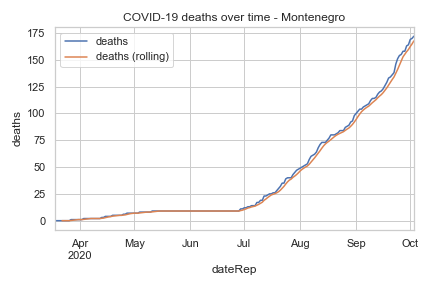 COVID-19 deaths over time - Montenegro
deaths
deaths (rolling)
175
150
125
100
75
50
25
0
deaths
Apr
2020
May
Jun
Jul
Aug
Sep
Oct
dateRep